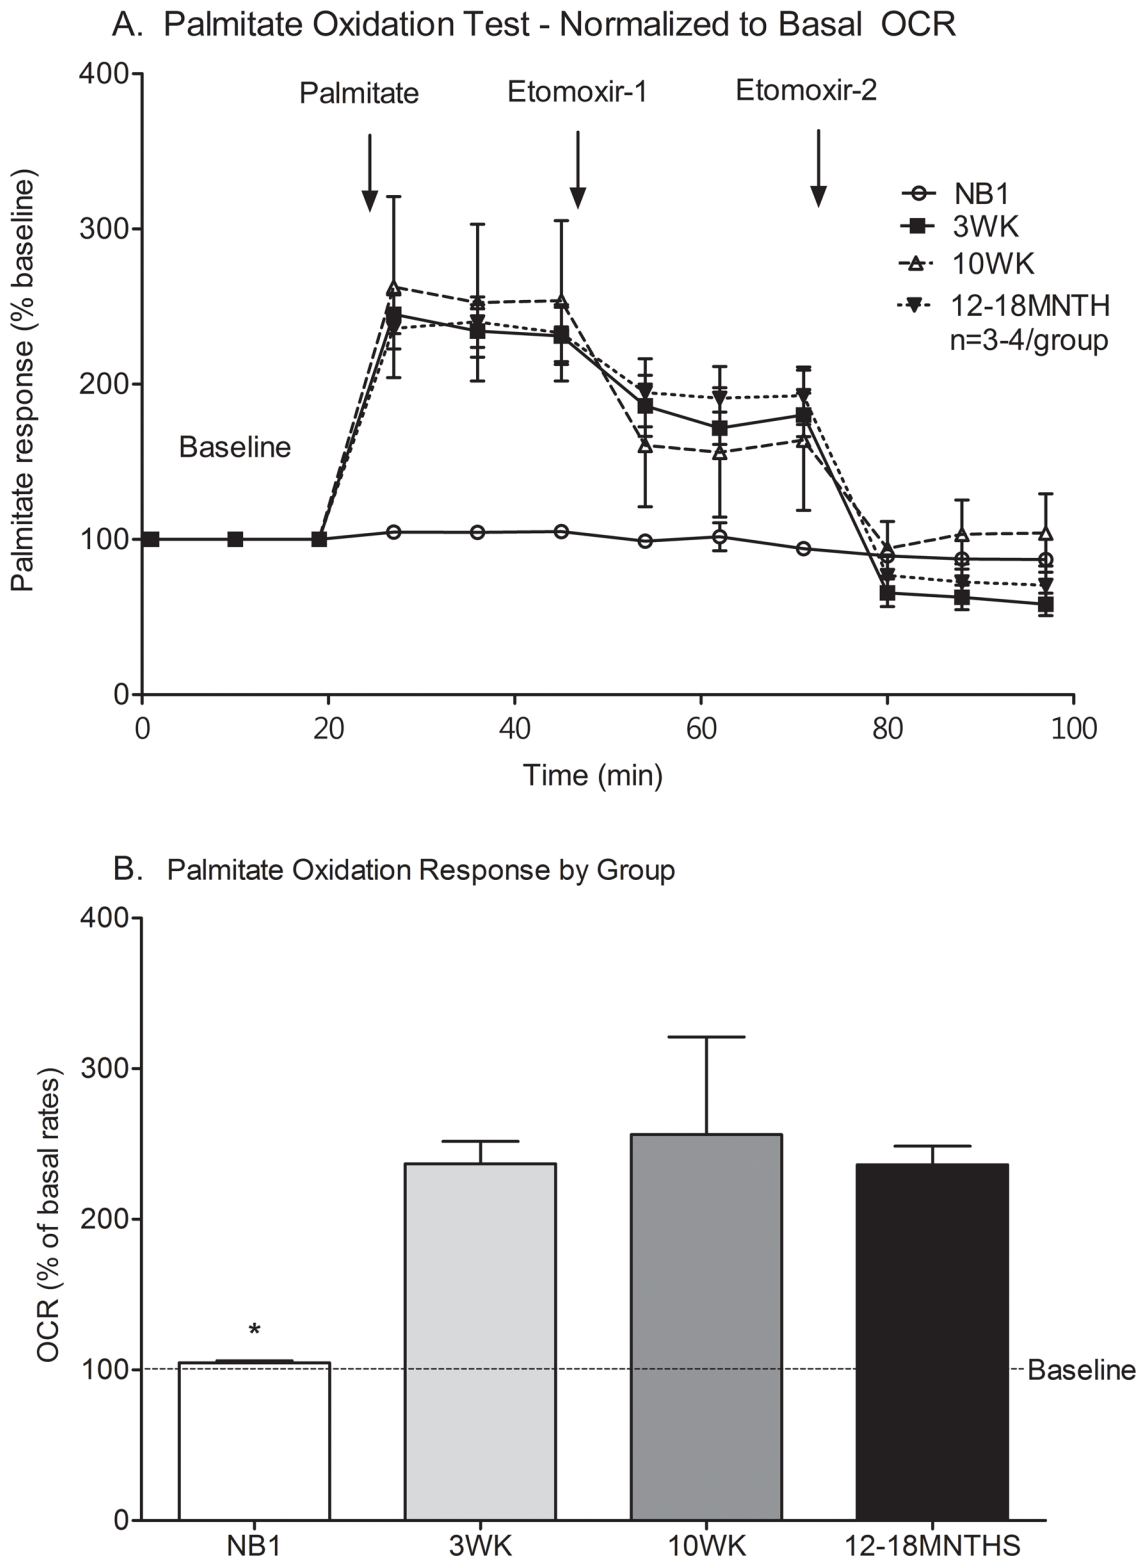 A. Palmitate Oxidation Test - Normalized to Basal OCR
Palmitate response (% baseline)
400
300
200
100
0
Palmitate
Etomoxir-1
Etomoxir-2
NB1
3WK
10WK
12-18MNTH
n=3-4/group
Baseline
0
20
40
60
80
100
Time (min)
B. Palmitate Oxidation Response by Group
OCR (% of basal rates)
400
300
200
100
0
*
Baseline
NB1
3WK
10WK
12-18MNTHS